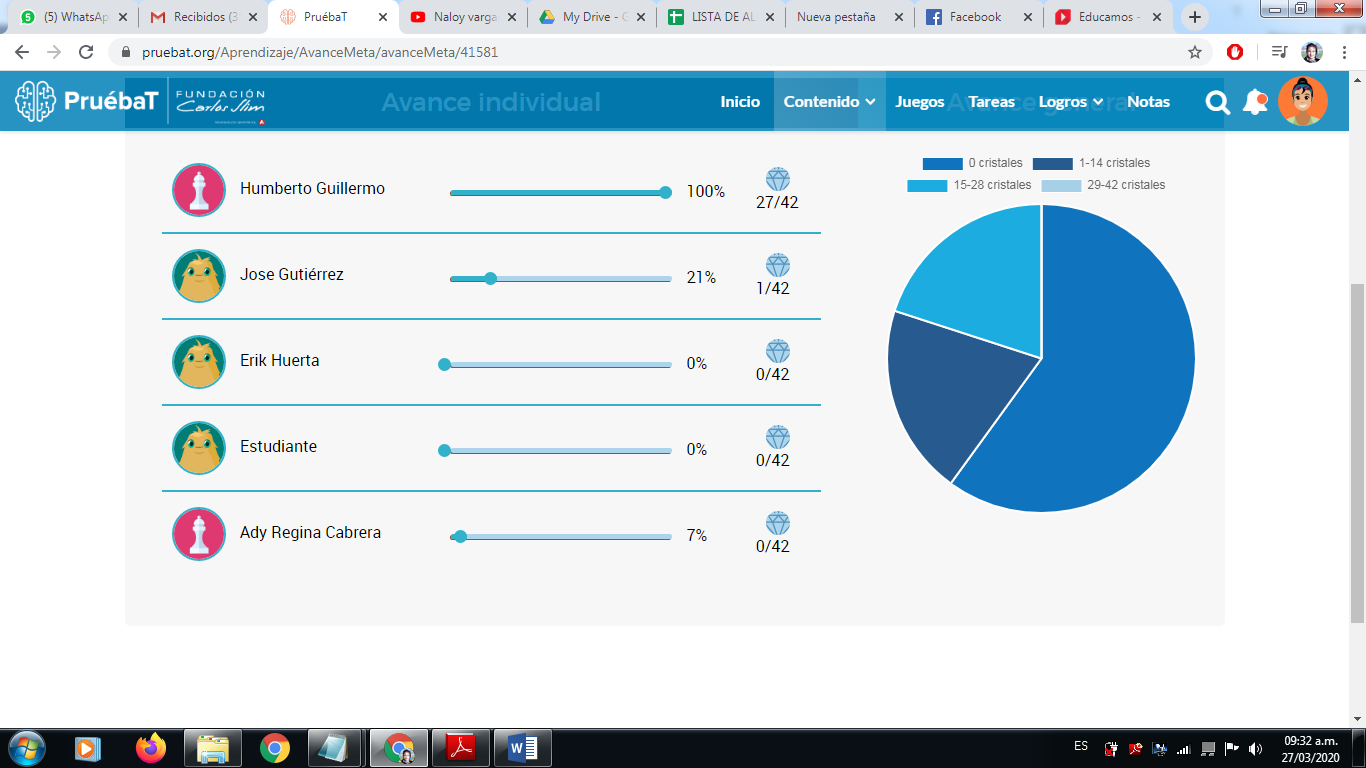 (5) WhatsAp
Recibidos (3
PruébaT
Naloy varga
My Drive - G
LISTA DE AL
Nueva pestaña
Facebook
Educamos -
pruebat.org/Aprendizaje/AvanceMeta/avanceMeta/41581
PruébaT
FUNDACIÓN
Carlos Slim
Avance individual
Inicio
Contenido
Juegos
Tareas
Logros
Notas
Avance general
Humberto Guillermo
100%
27/42
Jose Gutiérrez
21%
1/42
Erik Huerta
0%
0/42
Estudiante
0%
0/42
Ady Regina Cabrera
7%
0/42
0 cristales
1-14 cristales
15-28 cristales
29-42 cristales
ES
09:32 a.m.
27/03/2020